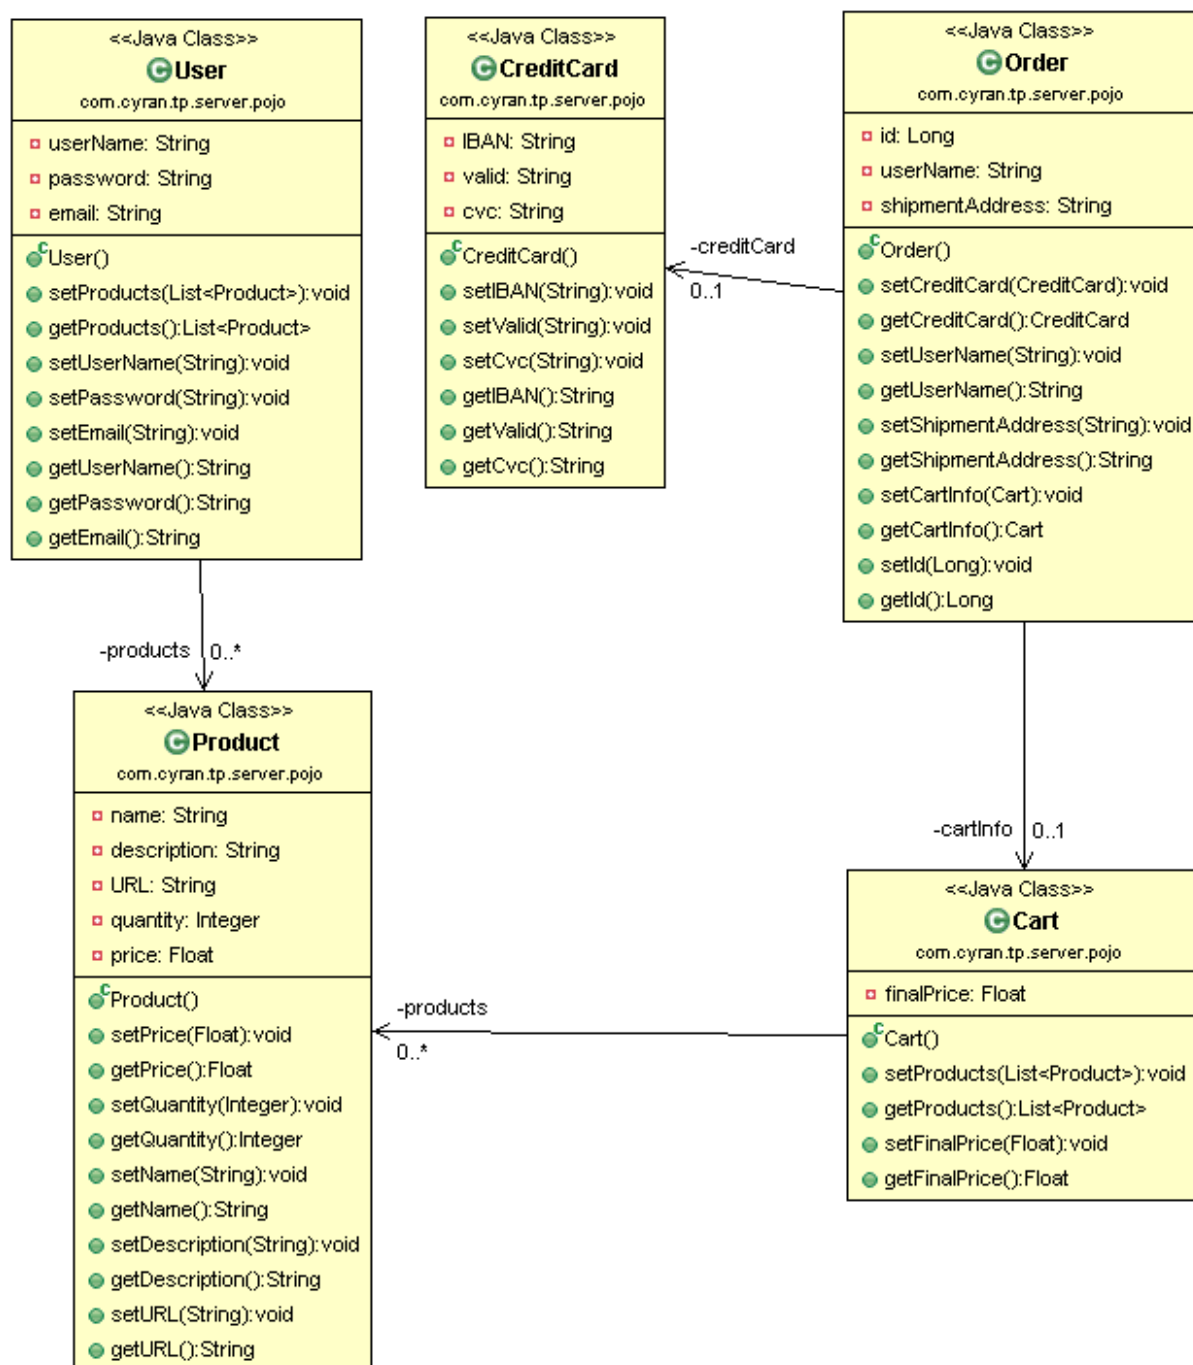 <<Java Class>>
User
com.cyran.tp.server.pojo
userName: String
password: String
email: String
User()
setProducts(List<Product>):void
getProducts():List<Product>
setUserName(String):void
setPassword(String):void
setEmail(String):void
getUserName():String
getPassword():String
getEmail():String
<<Java Class>>
CreditCard
com.cyran.tp.server.pojo
IBAN: String
valid: String
cvc: String
CreditCard()
setIBAN(String):void
setValid(String):void
setCvc(String):void
getIBAN():String
getValid():String
getCvc():String
-creditCard
0..1
<<Java Class>>
Order
com.cyran.tp.server.pojo
id: Long
userName: String
shipmentAddress: String
Order()
setCreditCard(CreditCard):void
getCreditCard():CreditCard
setUserName(String):void
getUserName():String
setShipmentAddress(String):void
getShipmentAddress():String
setCartInfo(Cart):void
getCartInfo():Cart
setId(Long):void
getId():Long
-products 0..*
<<Java Class>>
Product
com.cyran.tp.server.pojo
name: String
description: String
URL: String
quantity: Integer
price: Float
Product()
setPrice(Float):void
getPrice():Float
setQuantity(Integer):void
getQuantity():Integer
setName(String):void
getName():String
setDescription(String):void
getDescription():String
setURL(String):void
getURL():String
-products
0..*
-cartInfo 0..1
<<Java Class>>
Cart
com.cyran.tp.server.pojo
finalPrice: Float
Cart()
setProducts(List<Product>):void
getProducts():List<Product>
setFinalPrice(Float):void
getFinalPrice():Float